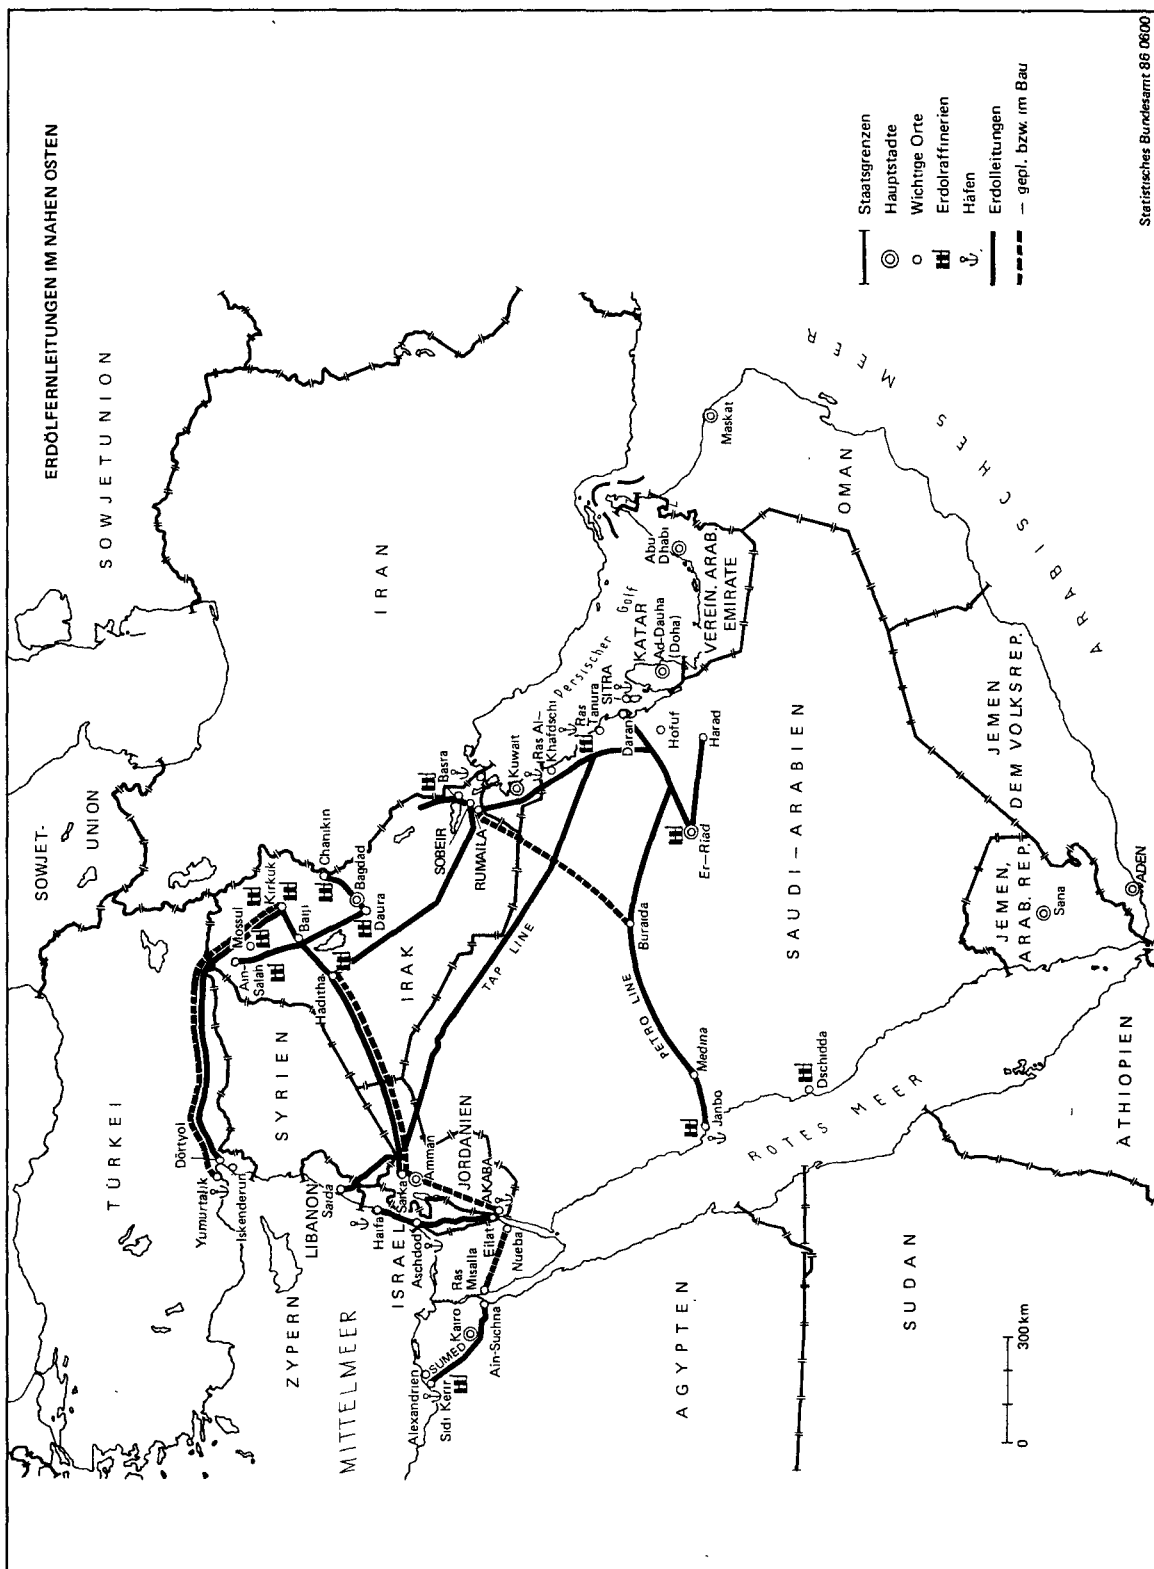 ERDÖLFERNLEITUNGEN IM NAHEN OSTEN
SOWJETUNION
SOWJET-
UNION
TÜRKEI
IRAN
Dörtyol
Yumurtalik
Iskenderun
SYRIEN
ZYPERN
LIBANON
Saida
MITTELMEER
Haifa
ISRAEL
Aschdod
Sarka
Amman
JORDANIEN
AKABA
Eilat
Nueba
Ras
Misalla
Kairo
SUMED
Alexandrien
Sidi Kerir
Ain-Suchna
Mossul
Ain-
Salah
Kirkuk
Baiji
Haditha
Chanikin
Bagdad
Daura
IRAK
TAP LINE
Basra
SOBEIR
RUMAILA
Kuwait
Ras Al-
Khafdschi
Ras
Tanura
SITRA
Daran
Persischer
Golf
KATAR
Ad-Dauha
(Doha)
Abu
Dhabi
VEREIN. ARAB.
EMIRATE
Maskat
OMAN
Hofuf
Harad
Er-Riad
Buraida
PETRO LINE
Medina
Janbo
Dschidda
SAUDI-ARABIEN
ROTES MEER
ARABISCHES MEER
JEMEN
DEM VOLKSREP.
JEMEN,
ARAB. REP.
Sana
ADEN
ÄGYPTEN
SUDAN
ÄTHIOPIEN
0 300 km
Staatsgrenzen
Hauptstadte
Wichtige Orte
Erdolraffinerien
Häfen
Erdolleitungen
– gepl. bzw. im Bau
Statistisches Bundesamt 86 0600